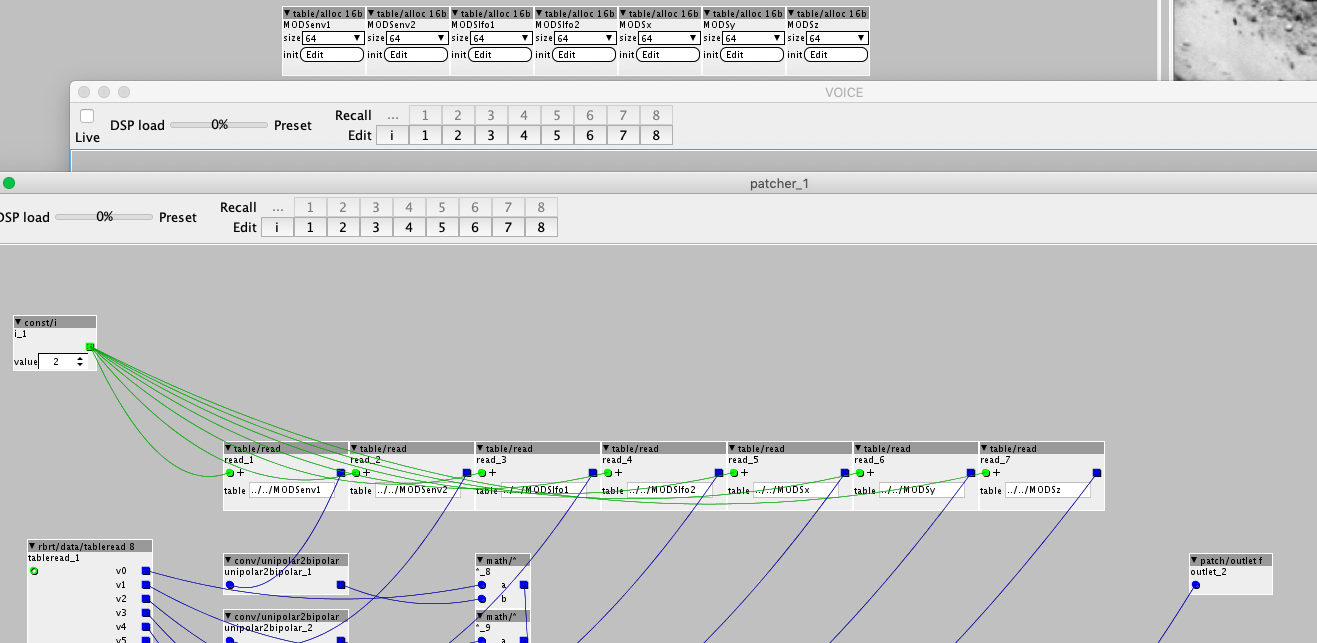 table/alloc 16b table/alloc 16b table/alloc 16b table/alloc 16b table/alloc 16b table/alloc 16b table/alloc 16b
MODSenv1 MODSenv2 MODSlfo1 MODSlfo2 MODSx MODSy MODSz
size 64 size 64 size 64 size 64 size 64 size 64 size 64
init Edit init Edit init Edit init Edit init Edit init Edit init Edit
VOICE
Live
DSP load 0% Preset
Recall ... 1 2 3 4 5 6 7 8
Edit i 1 2 3 4 5 6 7 8
patcher_1
DSP load 0% Preset
Recall ... 1 2 3 4 5 6 7 8
Edit i 1 2 3 4 5 6 7 8
const/i
i_1
value 2
table/read table/read table/read table/read table/read table/read table/read
read_1 read_2 read_3 read_4 read_5 read_6 read_7
+ + + + + + +
table ../../MODSenv1 table ../../MODSenv2 table ../../MODSlfo1 table ../../MODSlfo2 table ../../MODSx table ../../MODSy table ../../MODSz
rbrt/data/tableread 8
tableread_1
v0
v1
v2
v3
v4
v5
conv/unipolar2bipolar
unipolar2bipolar_1
conv/unipolar2bipolar
unipolar2bipolar_2
math/*
*_8
a
b
math/*
*_9
a
patch/outlet f
outlet_2